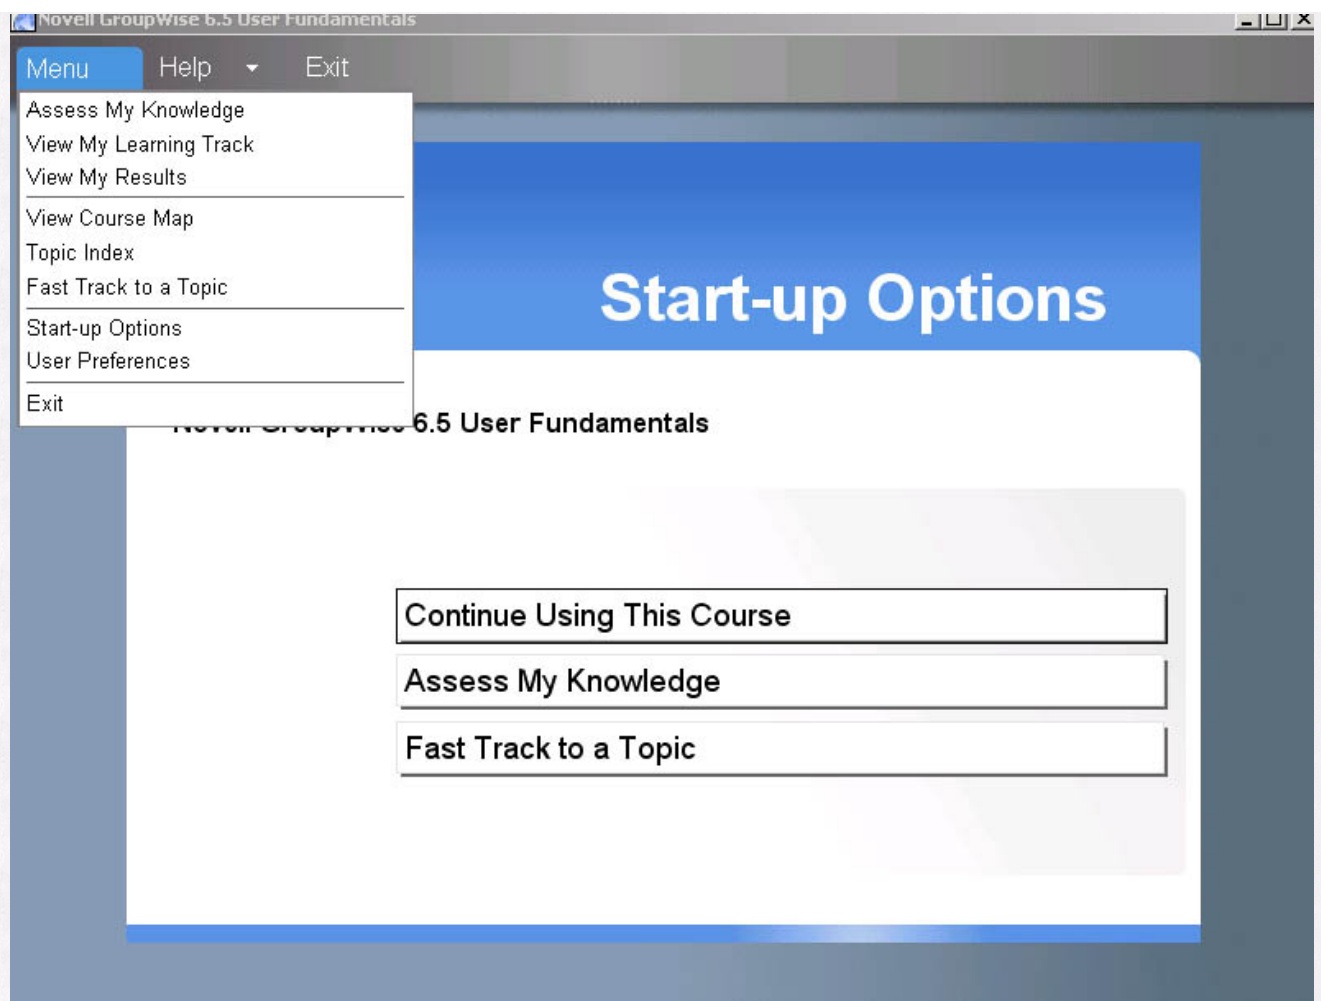 Novell GroupWise 6.5 User Fundamentals
Menu Help Exit
Assess My Knowledge
View My Learning Track
View My Results
View Course Map
Topic Index
Fast Track to a Topic
Start-up Options
User Preferences
Exit
Start-up Options
Novell GroupWise 6.5 User Fundamentals
Continue Using This Course
Assess My Knowledge
Fast Track to a Topic